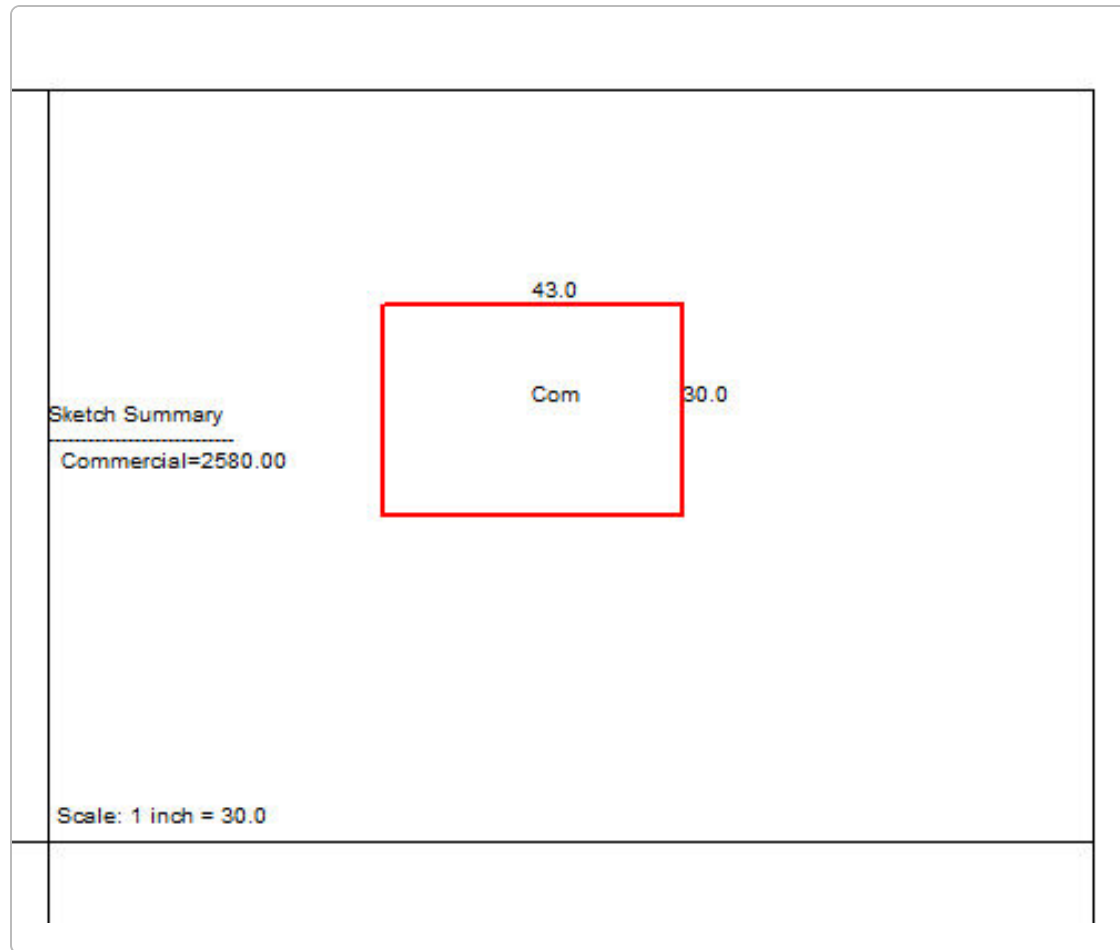 43.0
Com
30.0
Sketch Summary
Commercial=2580.00
Scale: 1 inch = 30.0